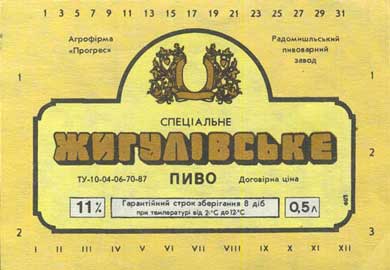 1 3 5 7 9 11 13 15 17 19 21 23 25 27 29 31
Агрофірма
«Прогрес»
Радомишльський
пивоварний
завод
1
1
СПЕЦІАЛЬНЕ
ЖИГУЛІВСЬКЕ
2
ТУ-10-04-06-70-87
ПИВО
Договірна ціна
11%
Гарантійний строк зберігання 8 діб
при температурі від 2°С до 12°С
0,5л
2
3
I II III IV V VI VII VIII IX X XI XII